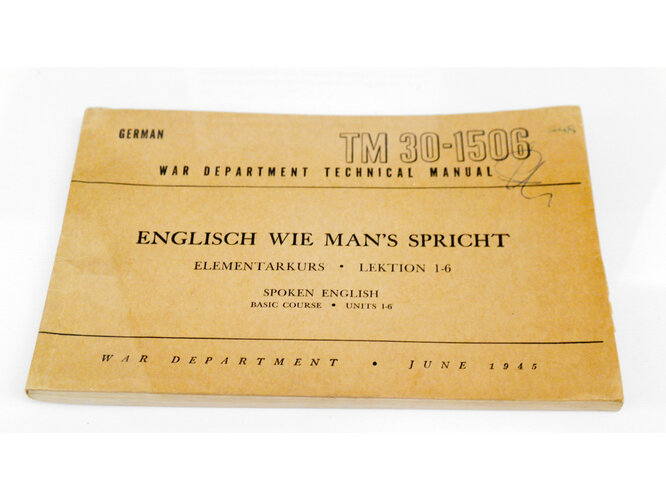 GERMAN
TM 30-1506
WAR DEPARTMENT TECHNICAL MANUAL
ENGLISCH WIE MAN'S SPRICHT
ELEMENTARKURS • LEKTION 1-6
SPOKEN ENGLISH
BASIC COURSE • UNITS 1-6
WAR DEPARTMENT • JUNE 1945